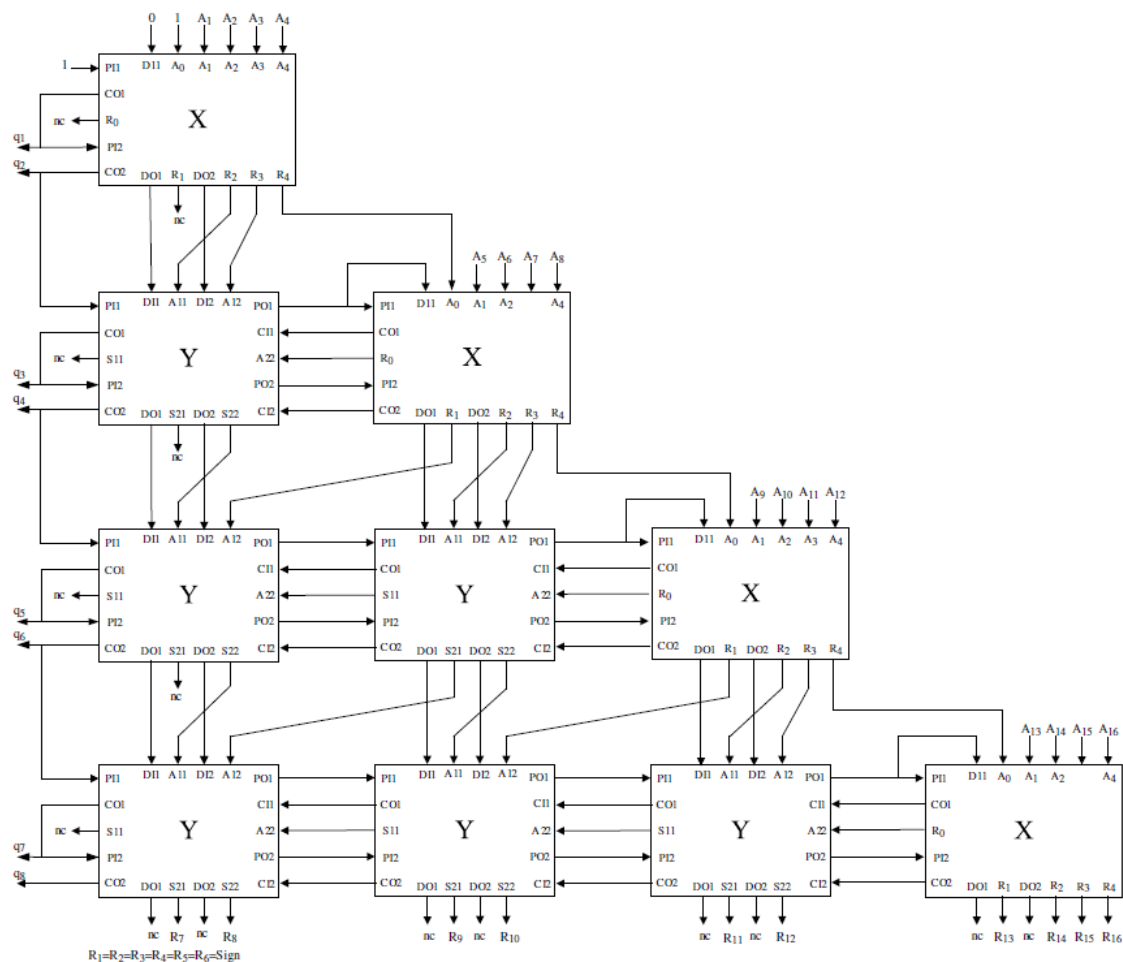 0 1 A1 A2 A3 A4
1 PI1 D11 A0 A1 A2 A3 A4
CO1
nc R0 X
q1 PI2
q2 CO2 DO1 R1 DO2 R2 R3 R4
nc
A5 A6 A7 A8
PI1 DI1 A11 DI2 A12 PO1 PI1 D11 A0 A1 A2 A4
CO1 CI1 CO1
nc S11 Y A22 R0 X
q3 PI2 PO2 PI2
q4 CO2 DO1 S21 DO2 S22 CI2 CO2 DO1 R1 DO2 R2 R3 R4
nc
A9 A10 A11 A12
PI1 DI1 A11 DI2 A12 PO1 PI1 DI1 A11 DI2 A12 PO1 PI1 D11 A0 A1 A2 A3 A4
CO1 CI1 CO1 CI1 CO1
nc S11 Y A22 S11 Y A22 R0 X
q5 PI2 PO2 PI2 PO2 PI2
q6 CO2 DO1 S21 DO2 S22 CI2 CO2 DO1 S21 DO2 S22 CI2 CO2 DO1 R1 DO2 R2 R3 R4
nc
A13 A14 A15 A16
PI1 DI1 A11 DI2 A12 PO1 PI1 DI1 A11 DI2 A12 PO1 PI1 DI1 A11 DI2 A12 PO1 PI1 D11 A0 A1 A2 A4
CO1 CI1 CO1 CI1 CO1 CI1 CO1
nc S11 Y A22 S11 Y A22 S11 Y A22 R0 X
q7 PI2 PO2 PI2 PO2 PI2 PO2 PI2
q8 CO2 DO1 S21 DO2 S22 CI2 CO2 DO1 S21 DO2 S22 CI2 CO2 DO1 S21 DO2 S22 CI2 CO2 DO1 R1 DO2 R2 R3 R4
nc R7 nc R8 nc R9 nc R10 nc R11 nc R12 nc R13 nc R14 R15 R16
R1=R2=R3=R4=R5=R6=Sign